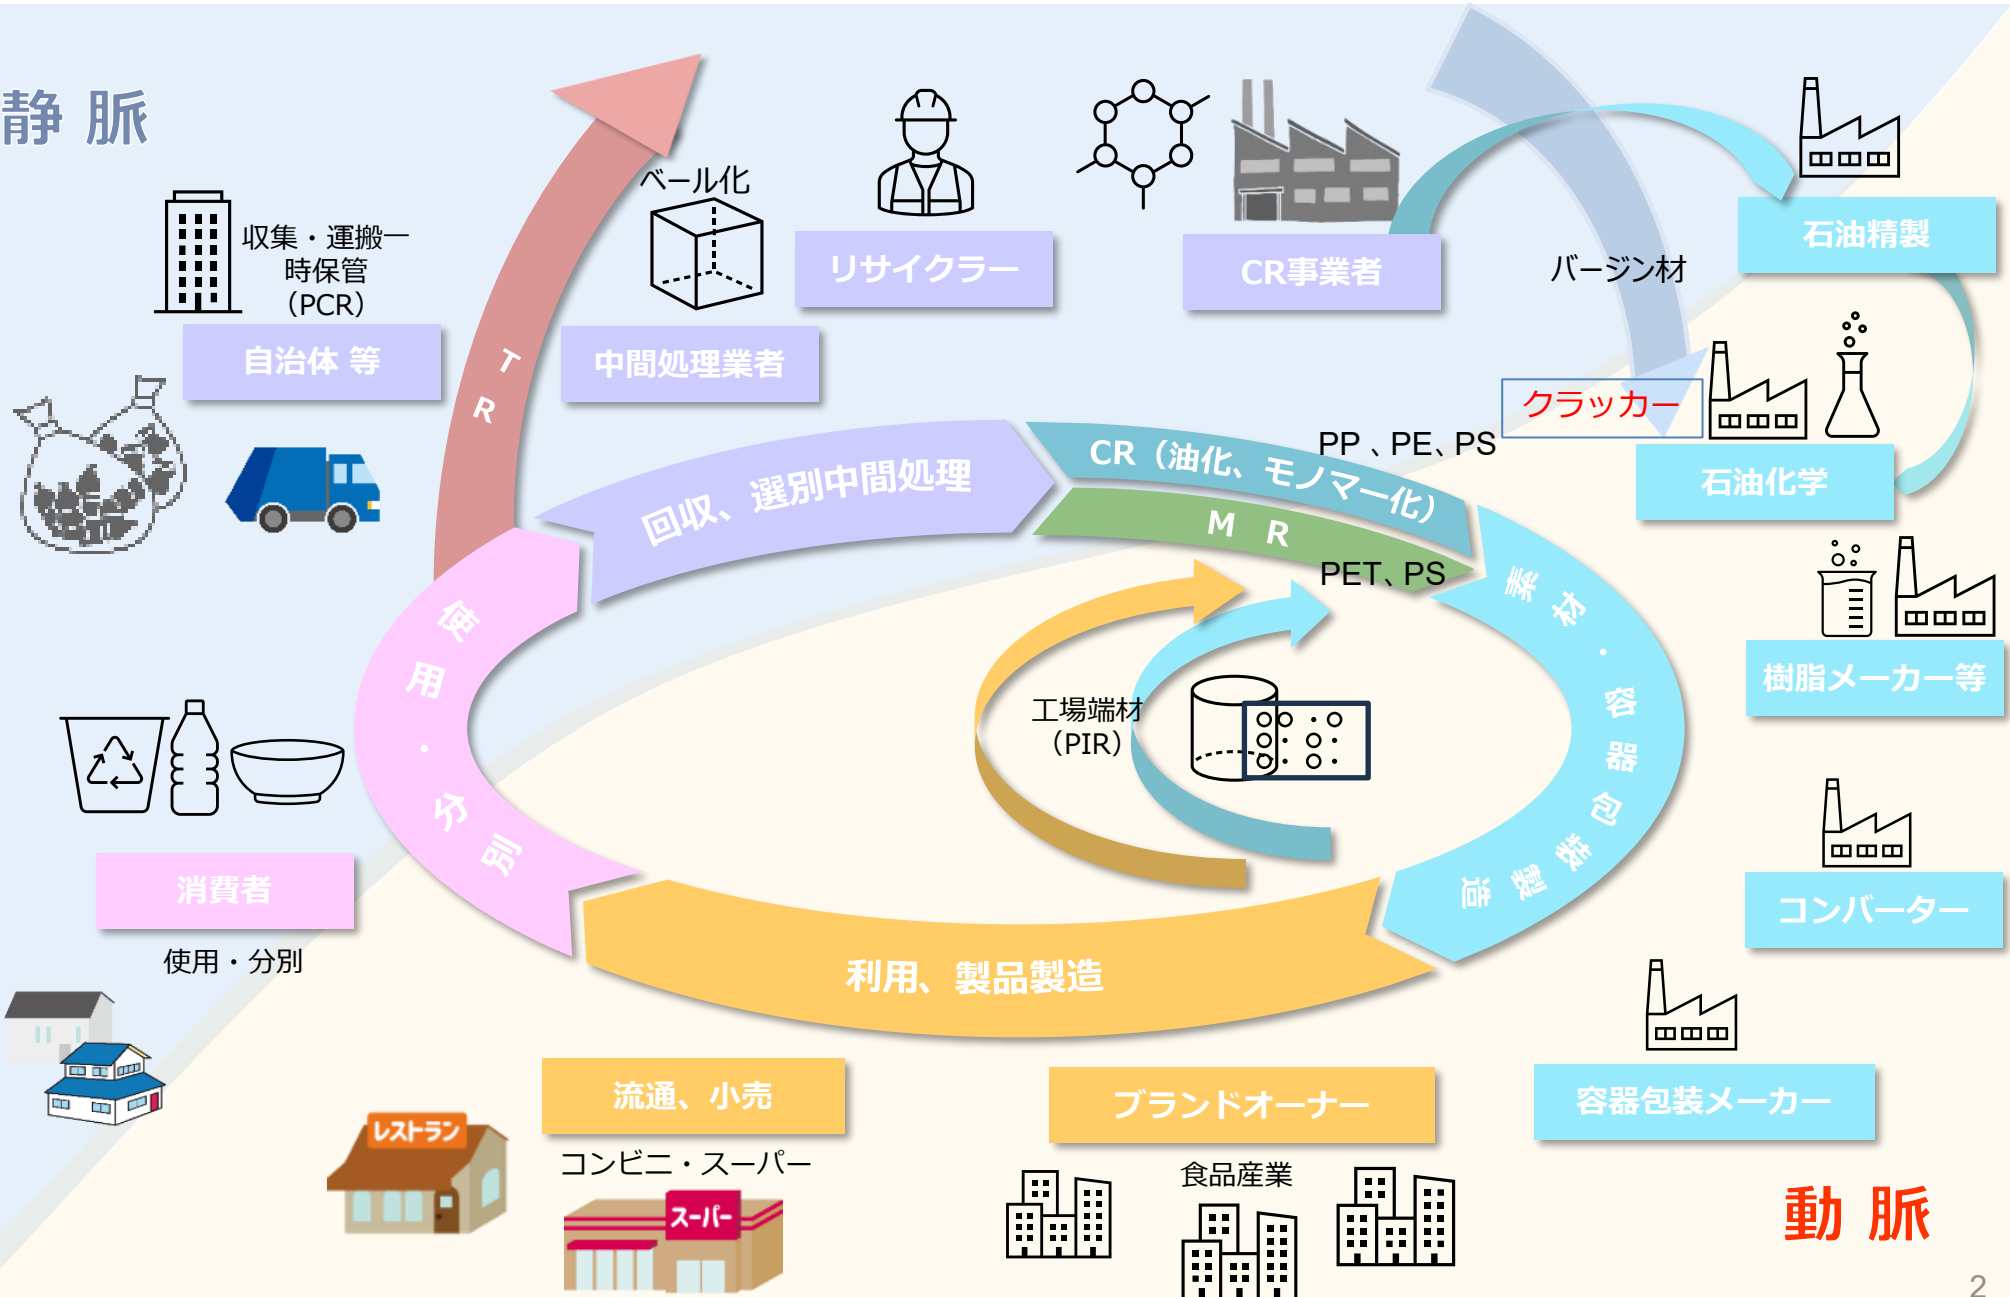 静 脈
ベール化
収集・運搬一
時保管
（PCR）
自治体 等
中間処理業者
リサイクラー
CR事業者
バージン材
石油精製
TR
クラッカー
石油化学
回収、選別中間処理
CR（油化、モノマー化）
PP 、PE、PS
M R
PET、PS
素材・容器包装製造
樹脂メーカー等
使用・分別
工場端材
（PIR）
消費者
使用・分別
コンバーター
利用、製品製造
容器包装メーカー
流通、小売
ブランドオーナー
レストラン
コンビニ・スーパー
スーパー
食品産業
動 脈
2